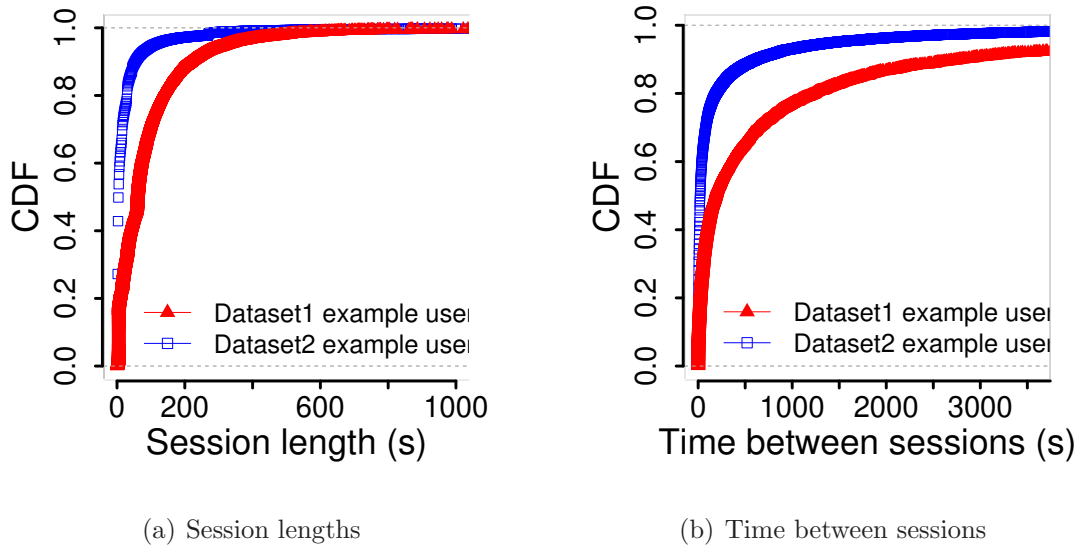 CDF
1.0
0.8
0.6
0.4
0.2
0.0
Dataset1 example user
Dataset2 example user
0 200 600 1000
Session length (s)
(a) Session lengths
CDF
1.0
0.8
0.6
0.4
0.2
0.0
Dataset1 example user
Dataset2 example user
0 1000 2000 3000
Time between sessions (s)
(b) Time between sessions